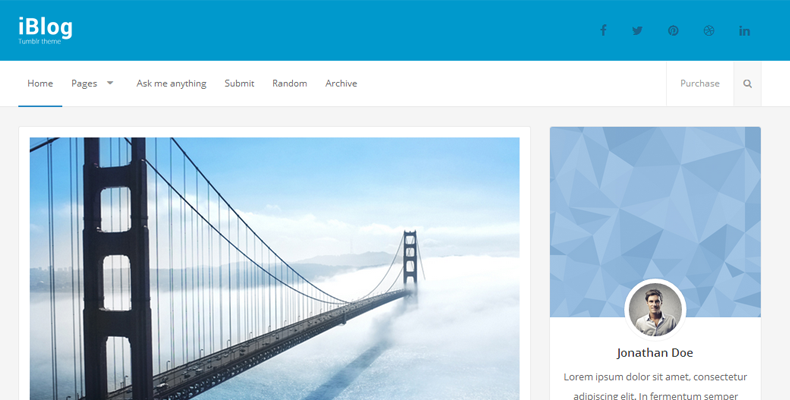 iBlog
Tumblr theme
Home Pages Ask me anything Submit Random Archive Purchase
Jonathan Doe
Lorem ipsum dolor sit amet, consectetur
adipiscing elit. In fermentum semper